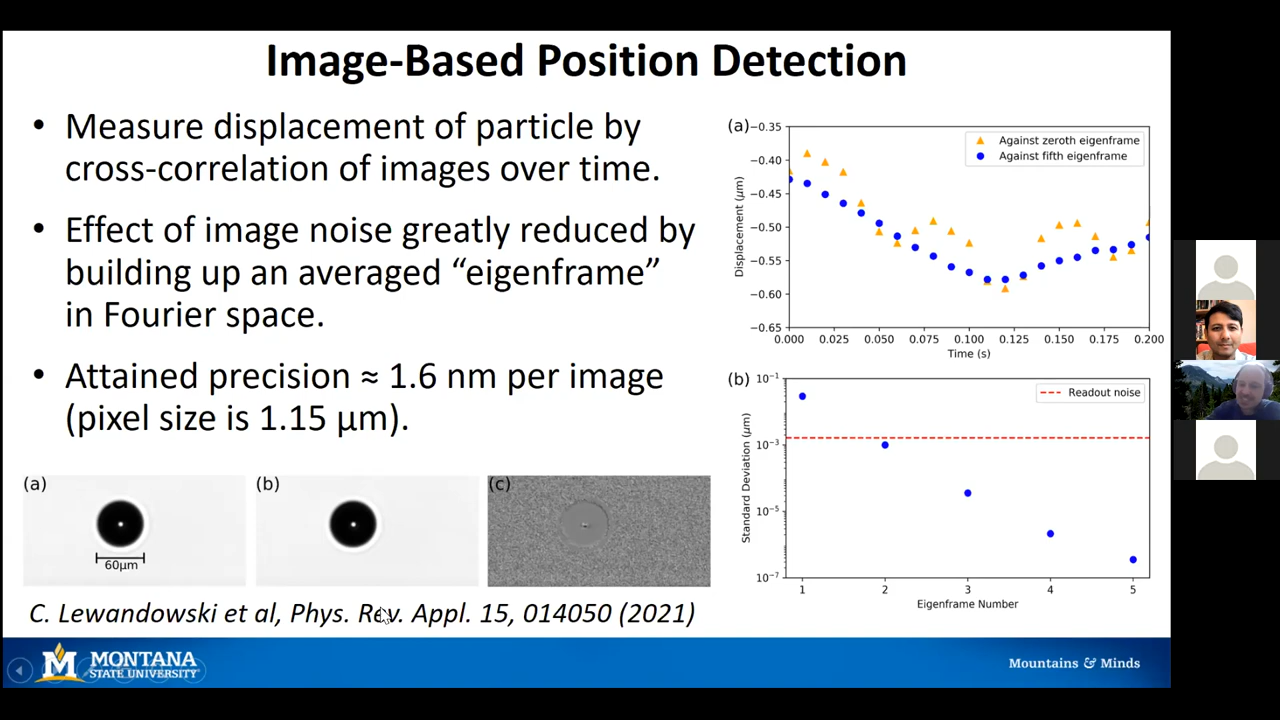 Image-Based Position Detection
• Measure displacement of particle by
cross-correlation of images over time.
• Effect of image noise greatly reduced by
building up an averaged “eigenframe”
in Fourier space.
• Attained precision ≈ 1.6 nm per image
(pixel size is 1.15 µm).
(a)
60µm
(b)
(c)
C. Lewandowski et al, Phys. Rev. Appl. 15, 014050 (2021)
(a)
Against zeroth eigenframe
Against fifth eigenframe
Displacement (µm)
−0.35
−0.40
−0.45
−0.50
−0.55
−0.60
−0.65
0.000 0.025 0.050 0.075 0.100 0.125 0.150 0.175 0.200
Time (s)
(b)
Readout noise
Standard Deviation (µm)
10−1
10−3
10−5
10−7
1 2 3 4 5
Eigenframe Number
M MONTANA
STATE UNIVERSITY
Mountains & Minds